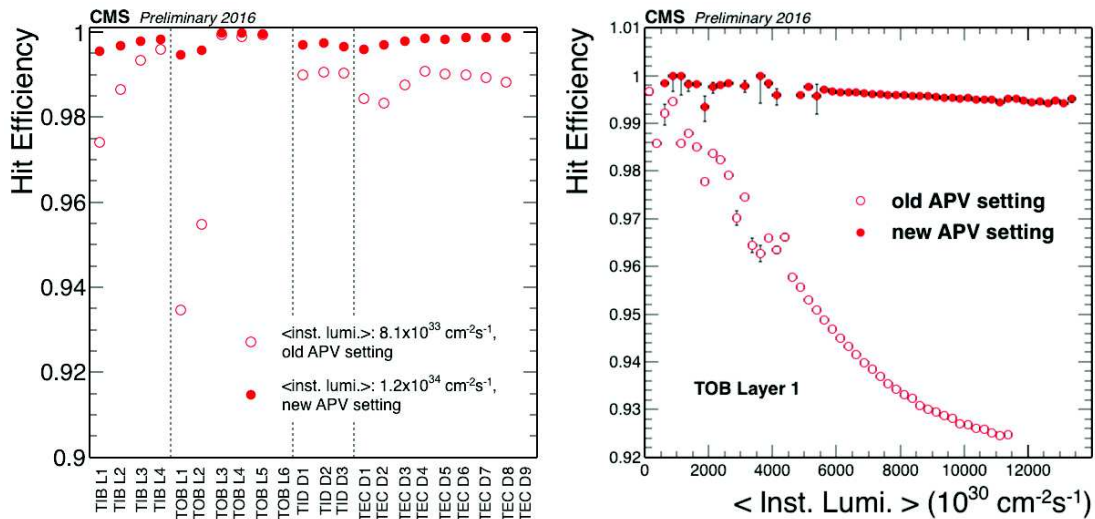 CMS Preliminary 2016
Hit Efficiency
1
0.98
0.96
0.94
0.92
0.9
<inst. lumi.>: 8.1x10³³ cm⁻²s⁻¹,
old APV setting
<inst. lumi.>: 1.2x10³⁴ cm⁻²s⁻¹,
new APV setting
TIB L1
TIB L2
TIB L3
TIB L4
TOB L1
TOB L2
TOB L3
TOB L4
TOB L5
TOB L6
TID D1
TID D2
TID D3
TEC D1
TEC D2
TEC D3
TEC D4
TEC D5
TEC D6
TEC D7
TEC D8
TEC D9
CMS Preliminary 2016
Hit Efficiency
1.01
1
0.99
0.98
0.97
0.96
0.95
0.94
0.93
0.92
old APV setting
new APV setting
TOB Layer 1
0 2000 4000 6000 8000 10000 12000
< Inst. Lumi. > (10³⁰ cm⁻²s⁻¹)